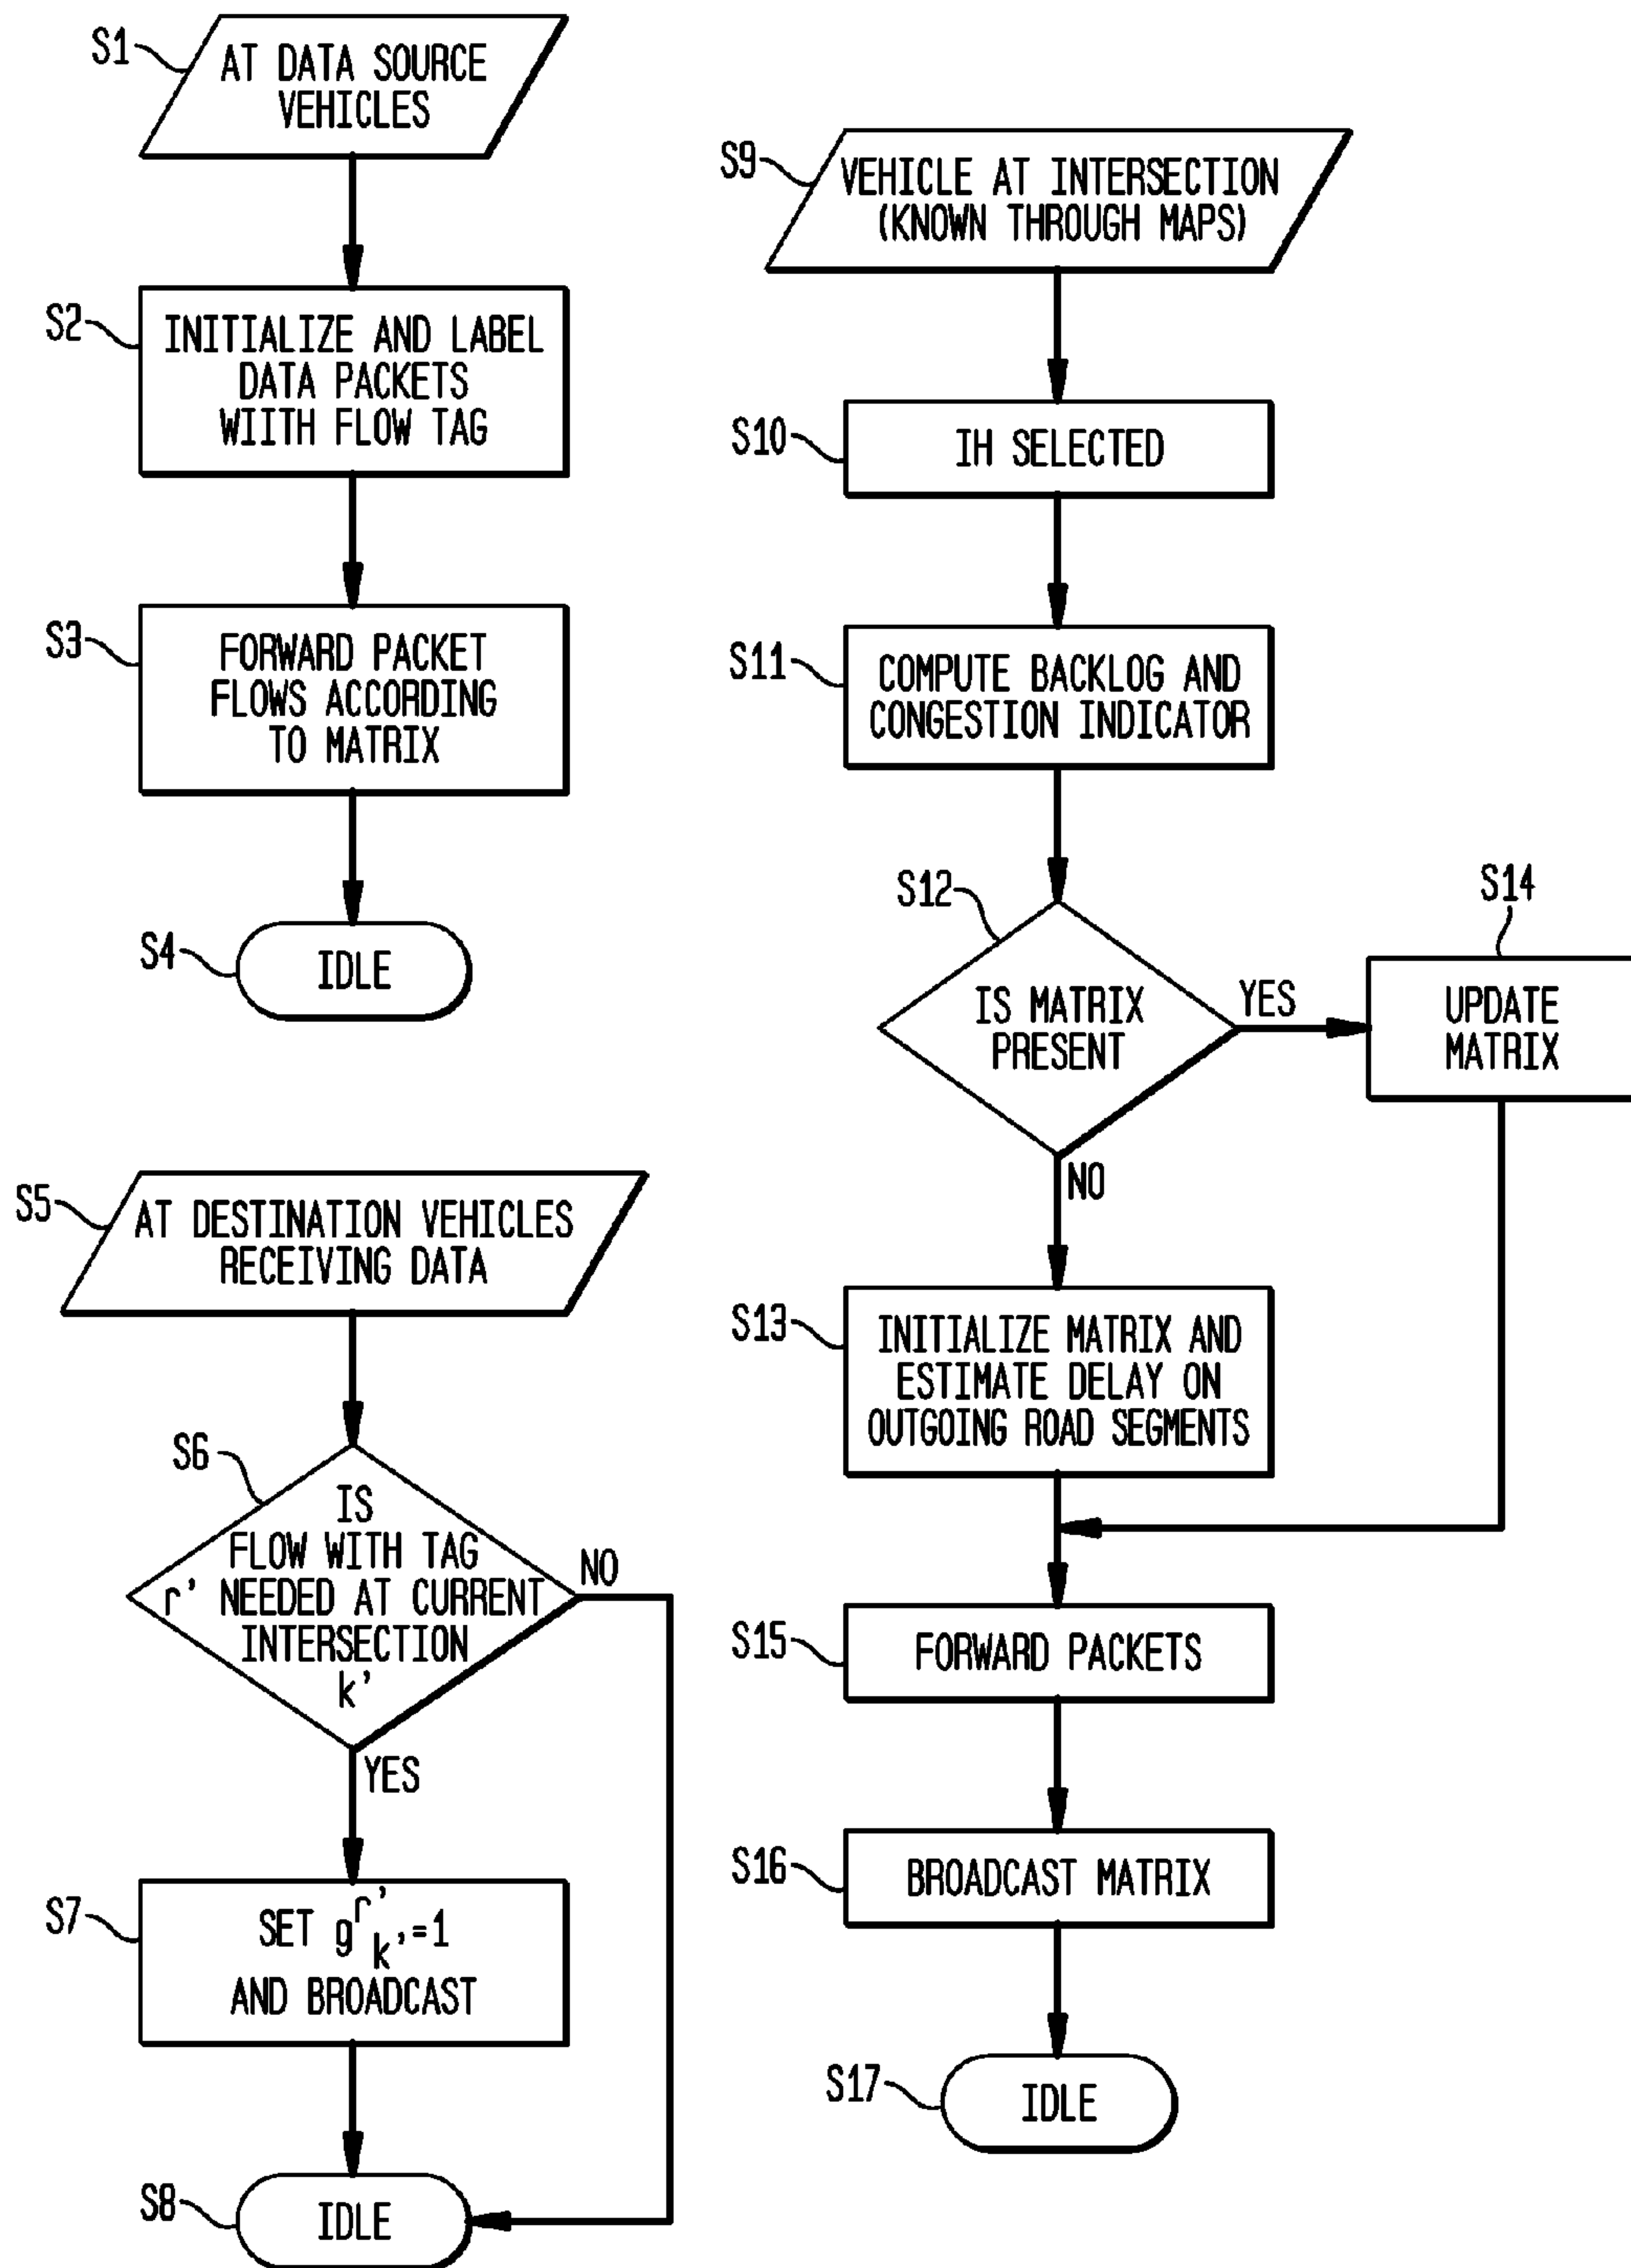 S1
AT DATA SOURCE
VEHICLES
S2
INITIALIZE AND LABEL
DATA PACKETS
WIITH FLOW TAG
S3
FORWARD PACKET
FLOWS ACCORDING
TO MATRIX
S4
IDLE
S5
AT DESTINATION VEHICLES
RECEIVING DATA
S6
IS
FLOW WITH TAG
r' NEEDED AT CURRENT
INTERSECTION
k'
NO
YES
S7
SET g^r'_k'=1
AND BROADCAST
S8
IDLE
S9
VEHICLE AT INTERSECTION
(KNOWN THROUGH MAPS)
S10
IH SELECTED
S11
COMPUTE BACKLOG AND
CONGESTION INDICATOR
S12
IS MATRIX
PRESENT
YES
NO
S14
UPDATE
MATRIX
S13
INITIALIZE MATRIX AND
ESTIMATE DELAY ON
OUTGOING ROAD SEGMENTS
S15
FORWARD PACKETS
S16
BROADCAST MATRIX
S17
IDLE